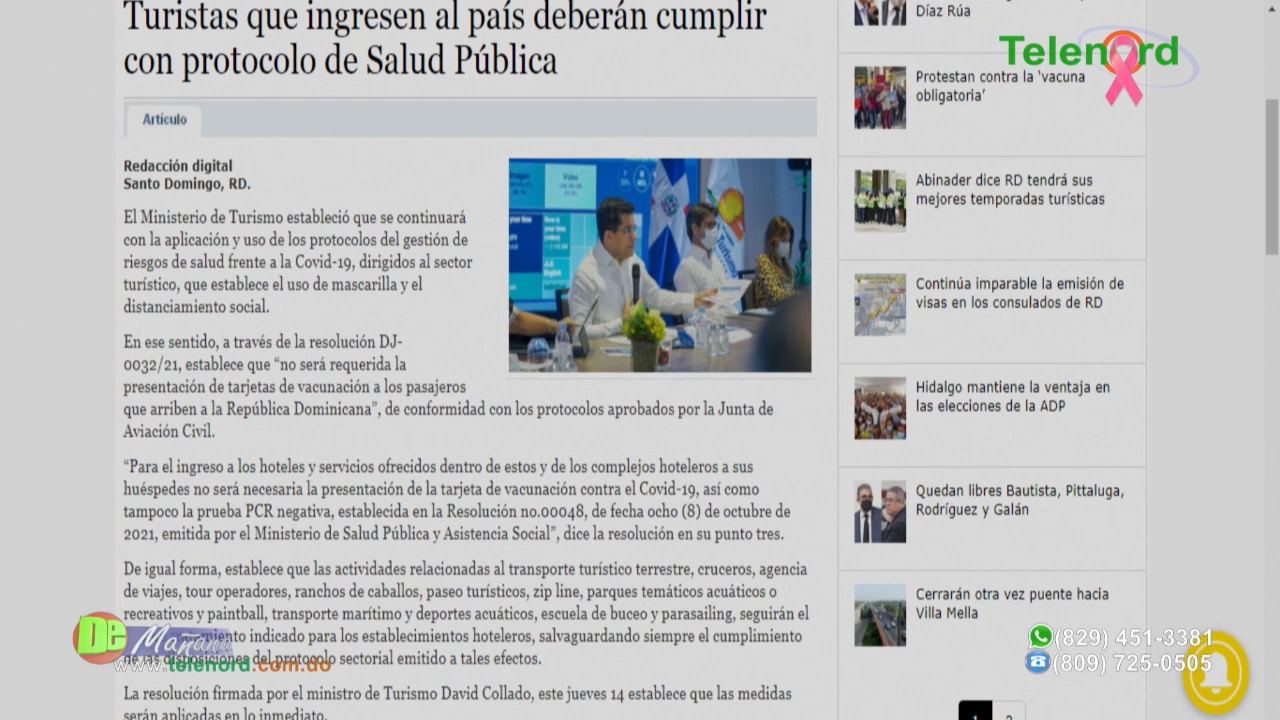 Turistas que ingresen al país deberán cumplir
con protocolo de Salud Pública
Artículo
Redacción digital
Santo Domingo, RD.
El Ministerio de Turismo estableció que se continuará
con la aplicación y uso de los protocolos del gestión de
riesgos de salud frente a la Covid-19, dirigidos al sector
turístico, que establece el uso de mascarilla y el
distanciamiento social.
En ese sentido, a través de la resolución DJ-
0032/21, establece que “no será requerida la
presentación de tarjetas de vacunación a los pasajeros
que arriben a la República Dominicana”, de conformidad con los protocolos aprobados por la Junta de
Aviación Civil.
“Para el ingreso a los hoteles y servicios ofrecidos dentro de estos y de los complejos hoteleros a sus
huéspedes no será necesaria la presentación de la tarjeta de vacunación contra el Covid-19, así como
tampoco la prueba PCR negativa, establecida en la Resolución no.00048, de fecha ocho (8) de octubre de
2021, emitida por el Ministerio de Salud Pública y Asistencia Social”, dice la resolución en su punto tres.
De igual forma, establece que las actividades relacionadas al transporte turístico terrestre, cruceros, agencia
de viajes, tour operadores, ranchos de caballos, paseo turísticos, zip line, parques temáticos acuáticos o
recreativos y paintball, transporte marítimo y deportes acuáticos, escuela de buceo y parasailing, seguirán el
indicado para los establecimientos hoteleros, salvaguardando siempre el cumplimiento
de las disposiciones del protocolo sectorial emitido a tales efectos.
La resolución firmada por el ministro de Turismo David Collado, este jueves 14 establece que las medidas
serán aplicadas en lo inmediato.
Díaz Rúa
Protestan contra la ‘vacuna
obligatoria’
Abinader dice RD tendrá sus
mejores temporadas turísticas
Continúa imparable la emisión de
visas en los consulados de RD
Hidalgo mantiene la ventaja en
las elecciones de la ADP
Quedan libres Bautista, Pittaluga,
Rodríguez y Galán
Cerrarán otra vez puente hacia
Villa Mella
1 2
Telenord
De Mañana
www.telenord.com.do
(829) 451-3381
(809) 725-0505